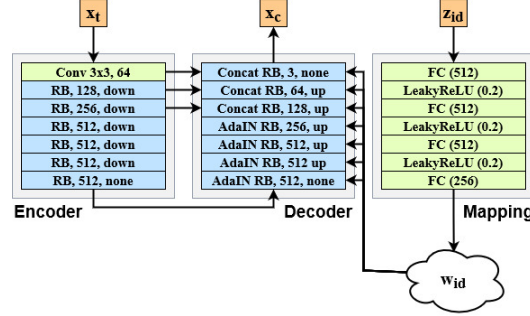 x_t
x_c
z_id
Conv 3x3, 64
RB, 128, down
RB, 256, down
RB, 512, down
RB, 512, down
RB, 512, down
RB, 512, none
Encoder
Concat RB, 3, none
Concat RB, 64, up
Concat RB, 128, up
AdaIN RB, 256, up
AdaIN RB, 512, up
AdaIN RB, 512 up
AdaIN RB, 512, none
Decoder
FC (512)
LeakyReLU (0.2)
FC (512)
LeakyReLU (0.2)
FC (512)
LeakyReLU (0.2)
FC (256)
Mapping
w_id